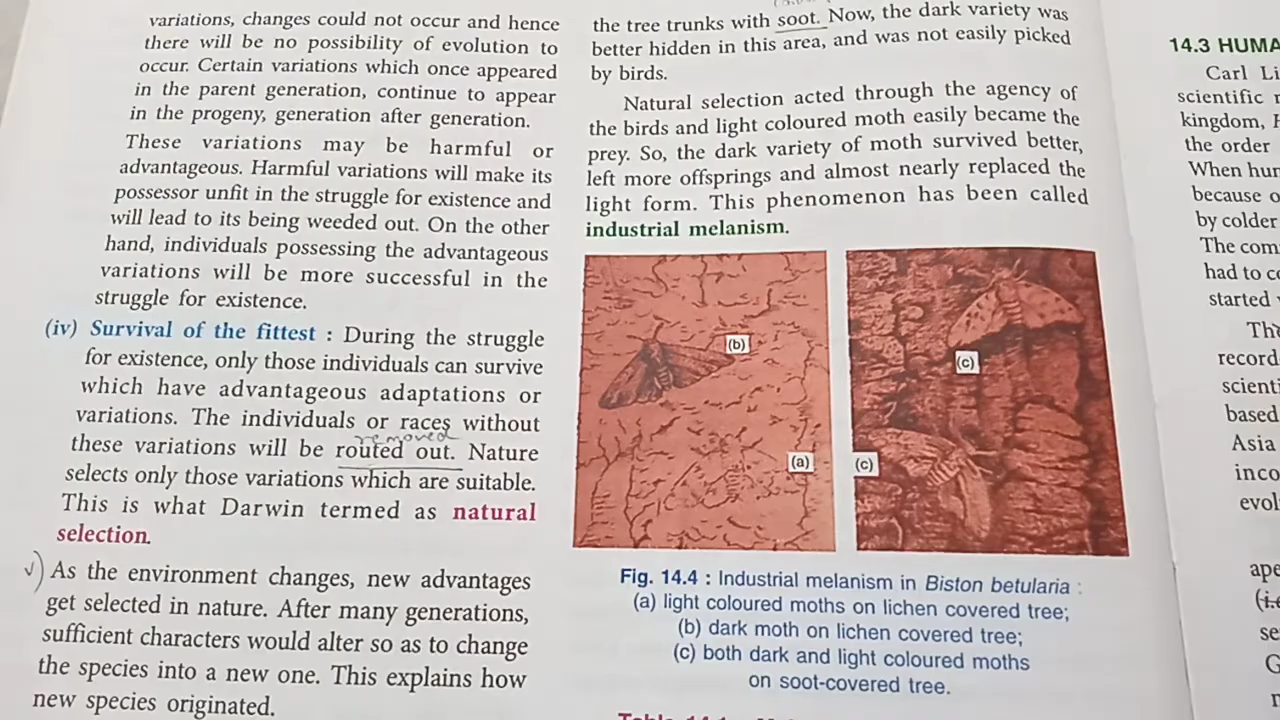 variations, changes could not occur and hence
there will be no possibility of evolution to
occur. Certain variations which once appeared
in the parent generation, continue to appear
in the progeny, generation after generation.
These variations may be harmful or
advantageous. Harmful variations will make its
possessor unfit in the struggle for existence and
will lead to its being weeded out. On the other
hand, individuals possessing the advantageous
variations will be more successful in the
struggle for existence.
(iv) Survival of the fittest : During the struggle
for existence, only those individuals can survive
which have advantageous adaptations or
variations. The individuals or races without
removed
these variations will be routed out. Nature
selects only those variations which are suitable.
This is what Darwin termed as natural
selection.
v) As the environment changes, new advantages
get selected in nature. After many generations,
sufficient characters would alter so as to change
the species into a new one. This explains how
new species originated.
the tree trunks with soot. Now, the dark variety was
better hidden in this area, and was not easily picked
by birds.
Natural selection acted through the agency of
the birds and light coloured moth easily became the
prey. So, the dark variety of moth survived better,
left more offsprings and almost nearly replaced the
light form. This phenomenon has been called
industrial melanism.
(b)
(a)
(c)
(c)
Fig. 14.4 : Industrial melanism in Biston betularia :
(a) light coloured moths on lichen covered tree;
(b) dark moth on lichen covered tree;
(c) both dark and light coloured moths
on soot-covered tree.
14.3 HUMA
Carl Li
scientific
kingdom,
the order
When hur
because o
by colder
The com
had to co
started
Th
record
scienti
based
Asia
inco
evol
ape
(i.e
se
G